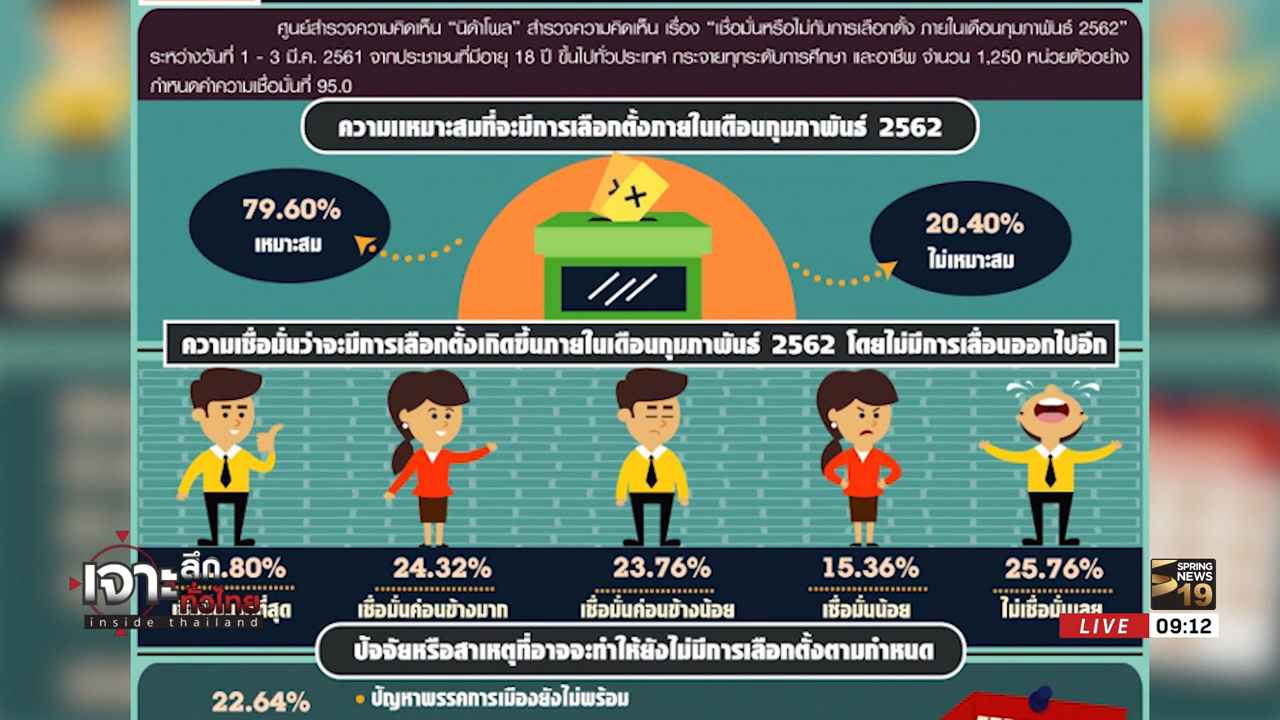 ศูนย์สำรวจความคิดเห็น “นิด้าโพล” สำรวจความคิดเห็น เรื่อง “เชื่อมั่นหรือไม่กับการเลือกตั้ง ภายในเดือนกุมภาพันธ์ 2562”
ระหว่างวันที่ 1 - 3 มี.ค. 2561 จากประชาชนที่มีอายุ 18 ปี ขึ้นไปทั่วประเทศ กระจายทุกระดับการศึกษา และอาชีพ จำนวน 1,250 หน่วยตัวอย่าง
กำหนดค่าความเชื่อมั่นที่ 95.0
ความเหมาะสมที่จะมีการเลือกตั้งภายในเดือนกุมภาพันธ์ 2562
79.60%
เหมาะสม
20.40%
ไม่เหมาะสม
ความเชื่อมั่นว่าจะมีการเลือกตั้งเกิดขึ้นภายในเดือนกุมภาพันธ์ 2562 โดยไม่มีการเลื่อนออกไปอีก
.80% 24.32% 23.76% 15.36% 25.76%
เชื่อมั่นค่อนข้างมาก เชื่อมั่นค่อนข้างน้อย เชื่อมั่นน้อย ไม่เชื่อมั่นเลย
เจาะลึกทั่วไทย
inside thailand
SPRING
NEWS
19
LIVE 09:12
ปัจจัยหรือสาเหตุที่อาจจะทำให้ยังไม่มีการเลือกตั้งตามกำหนด
22.64% • ปัญหาพรรคการเมืองยังไม่พร้อม